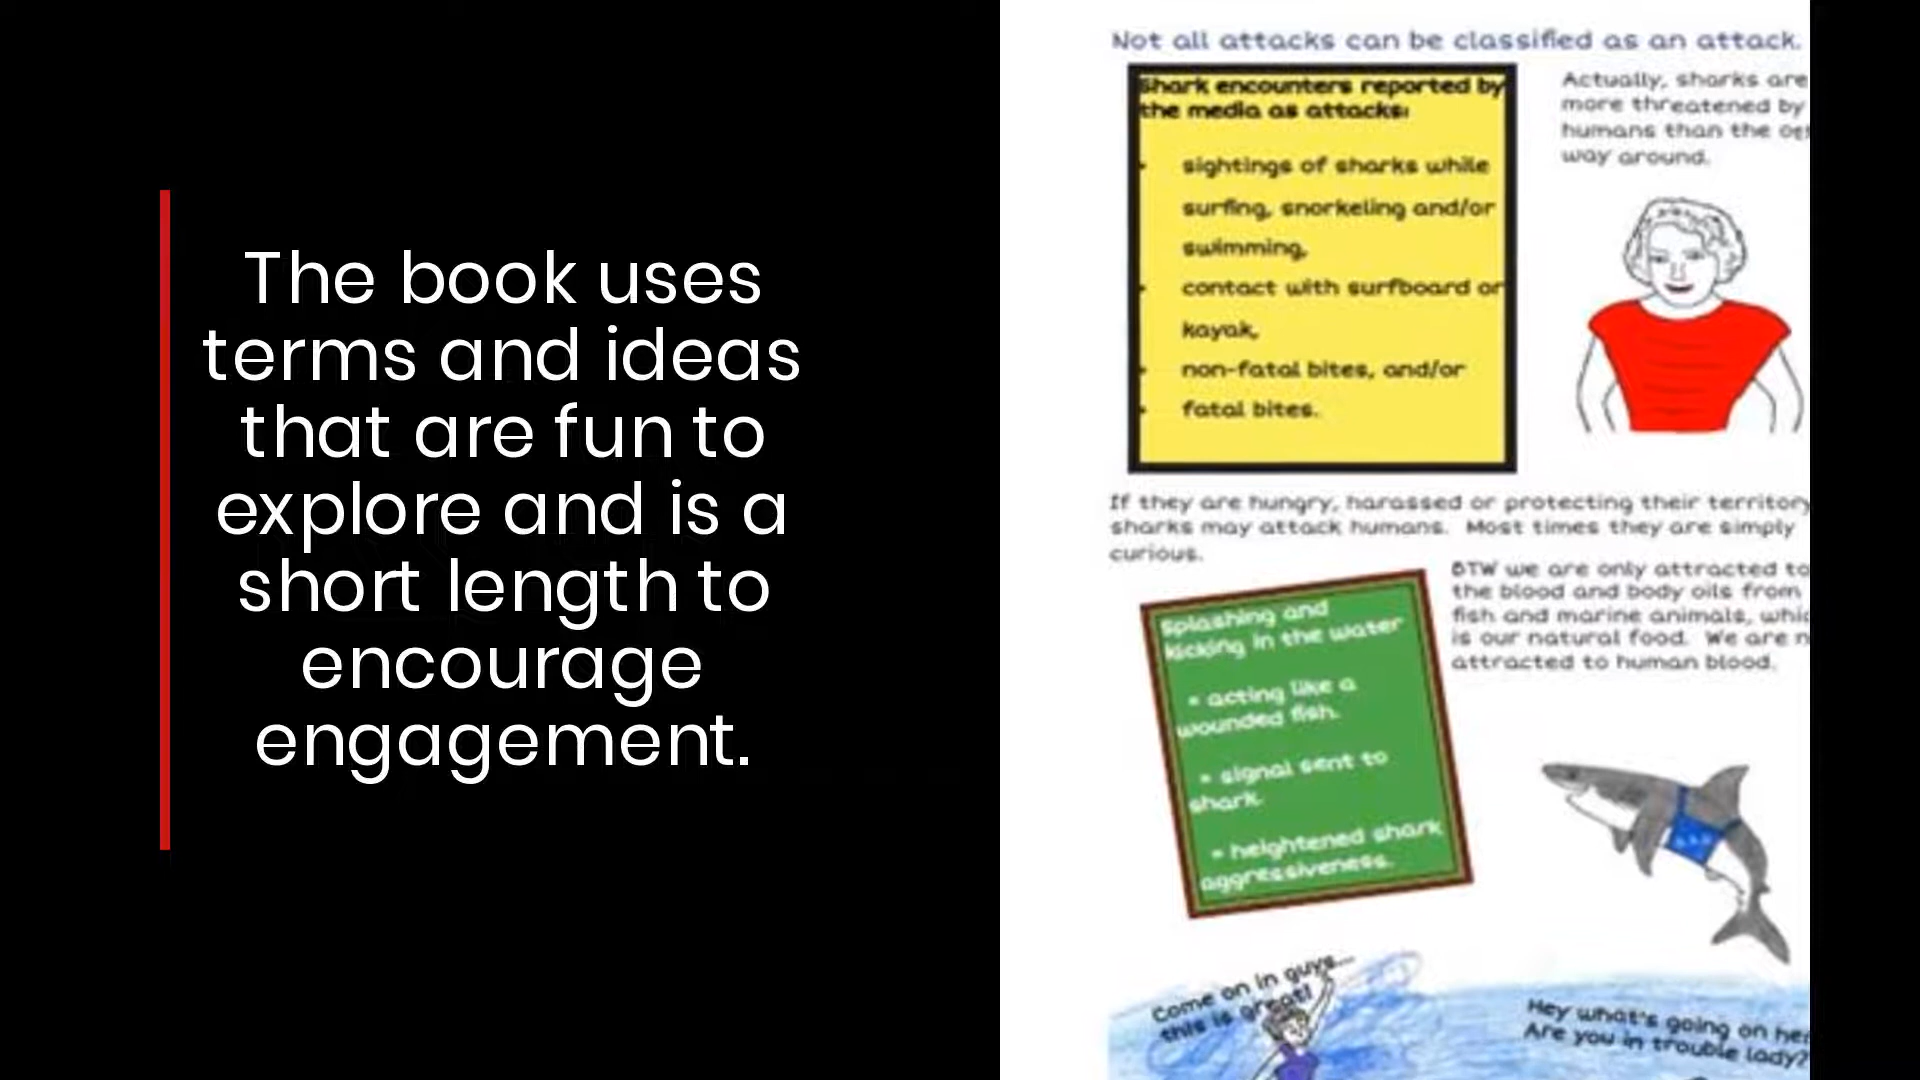 The book uses
terms and ideas
that are fun to
explore and is a
short length to
encourage
engagement.
Not all attacks can be classified as an attack.
Shark encounters reported by
the media as attacks:
sightings of sharks while
surfing, snorkeling and/or
swimming,
contact with surfboard or
kayak,
non-fatal bites, and/or
fatal bites.
Actually, sharks are
more threatened by
humans than the
way around.
If they are hungry, harassed or protecting their territory
sharks may attack humans. Most times they are simply
curious.
BTW we are only attracted to
the blood and body oils from
fish and marine animals,
is our natural food. We are
attracted to human blood.
Splashing and
kicking in the water
= acting like a
wounded fish.
= signal sent to
shark.
= heightened shark
aggressiveness.
Come on in guys...
this is great!
Hey what's going on
Are you in trouble lady?